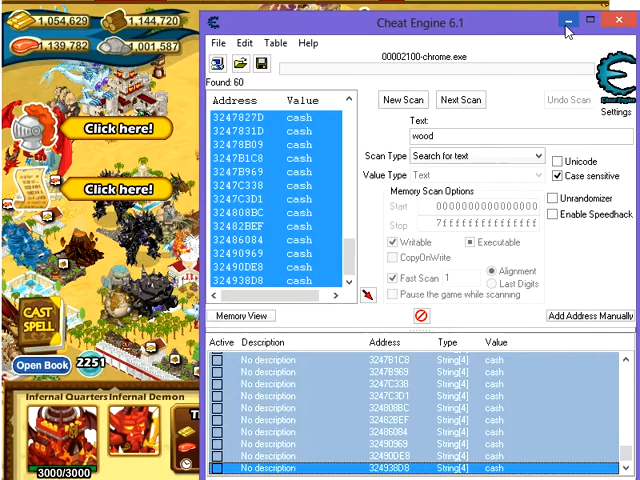 1,054,629
1,144,720
1,139,782
1,001,587
Click here!
Click here!
CAST
SPELL
Open Book
2251
Infernal Quarters
Infernal Demon
3000/3000
Cheat Engine 6.1
File Edit Table Help
00002100-chrome.exe
Found: 60
Address Value
3247827D cash
3247831D cash
32478B09 cash
3247B1C8 cash
3247B969 cash
3247C338 cash
3247C3D1 cash
324808BC cash
32482BEF cash
32486084 cash
32490969 cash
32490DE8 cash
324938D8 cash
New Scan
Next Scan
Undo Scan
Cheat Engine
Settings
Text:
wood
Scan Type Search for text
Value Type Text
Unicode
Case sensitive
Memory Scan Options
Start 0000000000000000
Stop 7fffffffffffffff
Writable
Executable
CopyOnWrite
Fast Scan 1
Alignment
Last Digits
Pause the game while scanning
Unrandomizer
Enable Speedhack
Memory View
Add Address Manually
Active Description Address Type Value
No description 3247B1C8 String[4] cash
No description 3247B969 String[4] cash
No description 3247C338 String[4] cash
No description 3247C3D1 String[4] cash
No description 324808BC String[4] cash
No description 32482BEF String[4] cash
No description 32486084 String[4] cash
No description 32490969 String[4] cash
No description 32490DE8 String[4] cash
No description 324938D8 String[4] cash